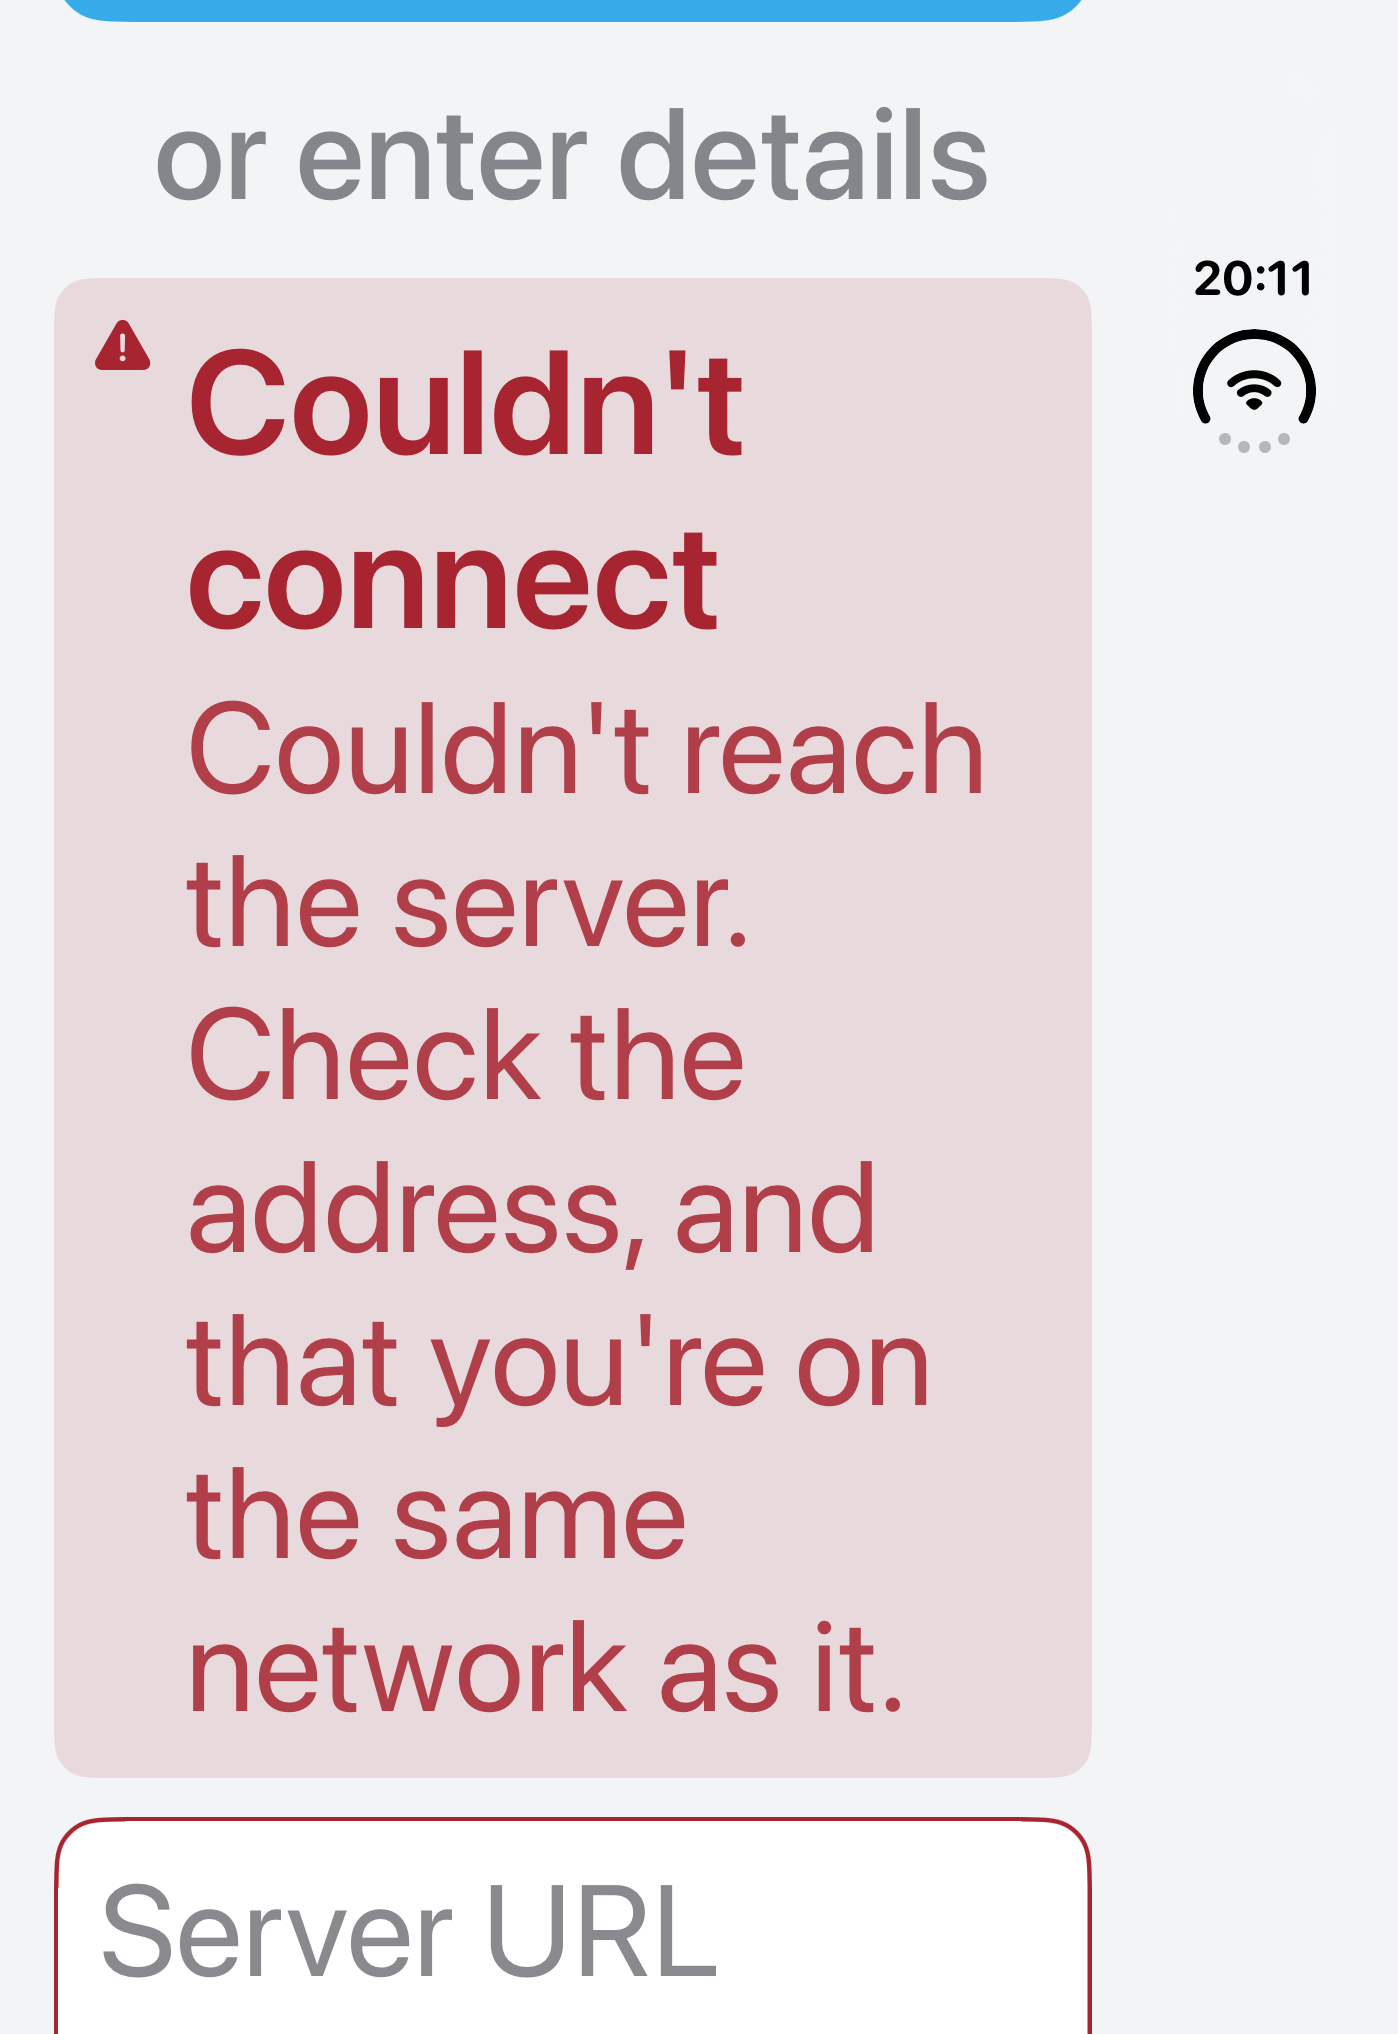 or enter details
20:11
Couldn't
connect
Couldn't reach
the server.
Check the
address, and
that you're on
the same
network as it.
Server URL